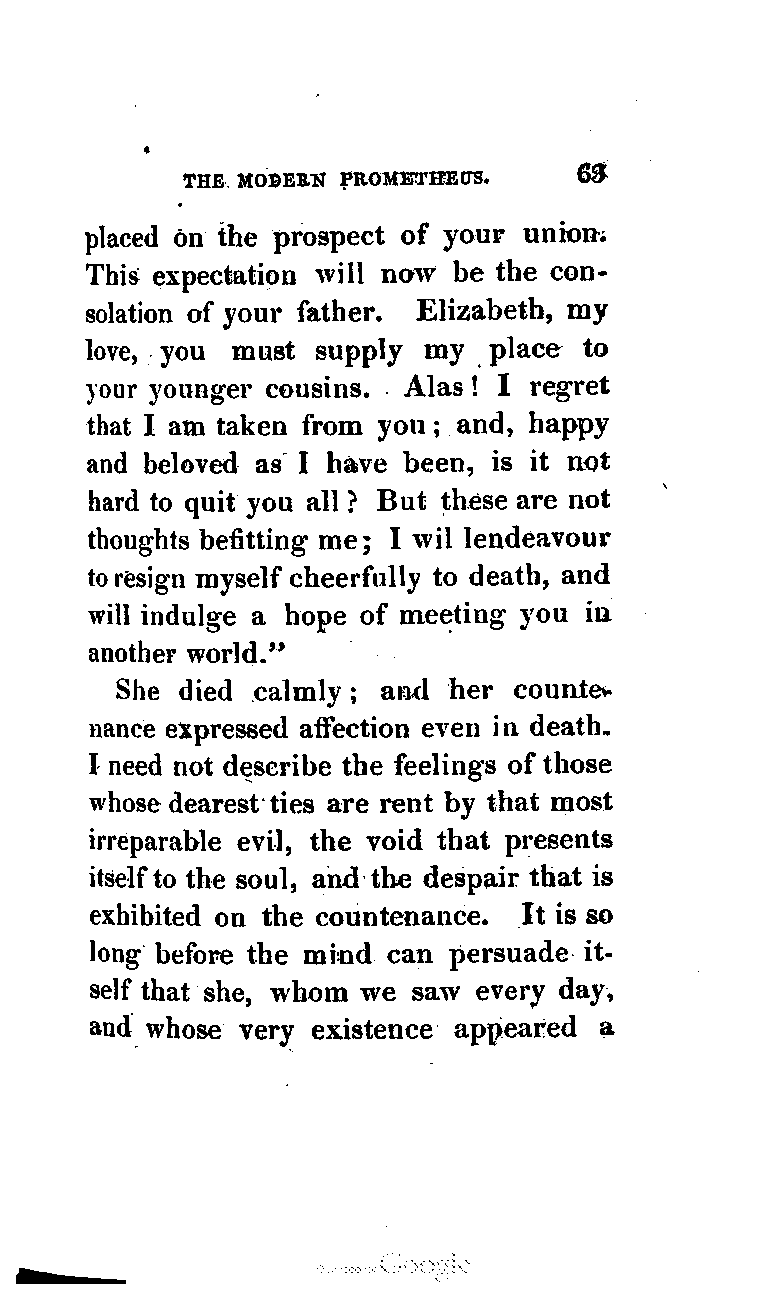 THE MODERN PROMETHEUS. 63
placed on the prospect of your union.
This expectation will now be the con-
solation of your father. Elizabeth, my
love, you must supply my place to
your younger cousins. Alas! I regret
that I am taken from you; and, happy
and beloved as I have been, is it not
hard to quit you all? But these are not
thoughts befitting me; I wil lendeavour
to resign myself cheerfully to death, and
will indulge a hope of meeting you in
another world."
She died calmly; and her counte-
nance expressed affection even in death.
I need not describe the feelings of those
whose dearest ties are rent by that most
irreparable evil, the void that presents
itself to the soul, and the despair that is
exhibited on the countenance. It is so
long before the mind can persuade it-
self that she, whom we saw every day,
and whose very existence appeared a
Google